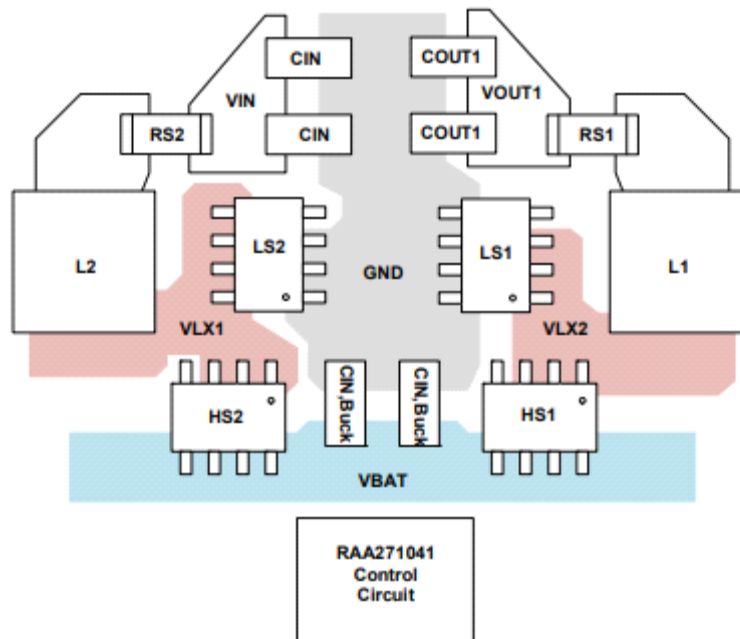 CIN
COUT1
VIN
VOUT1
RS2
CIN
COUT1
RS1
L2
LS2
GND
LS1
L1
VLX1
VLX2
CIN,Buck
CIN,Buck
HS2
HS1
VBAT
RAA271041
Control
Circuit